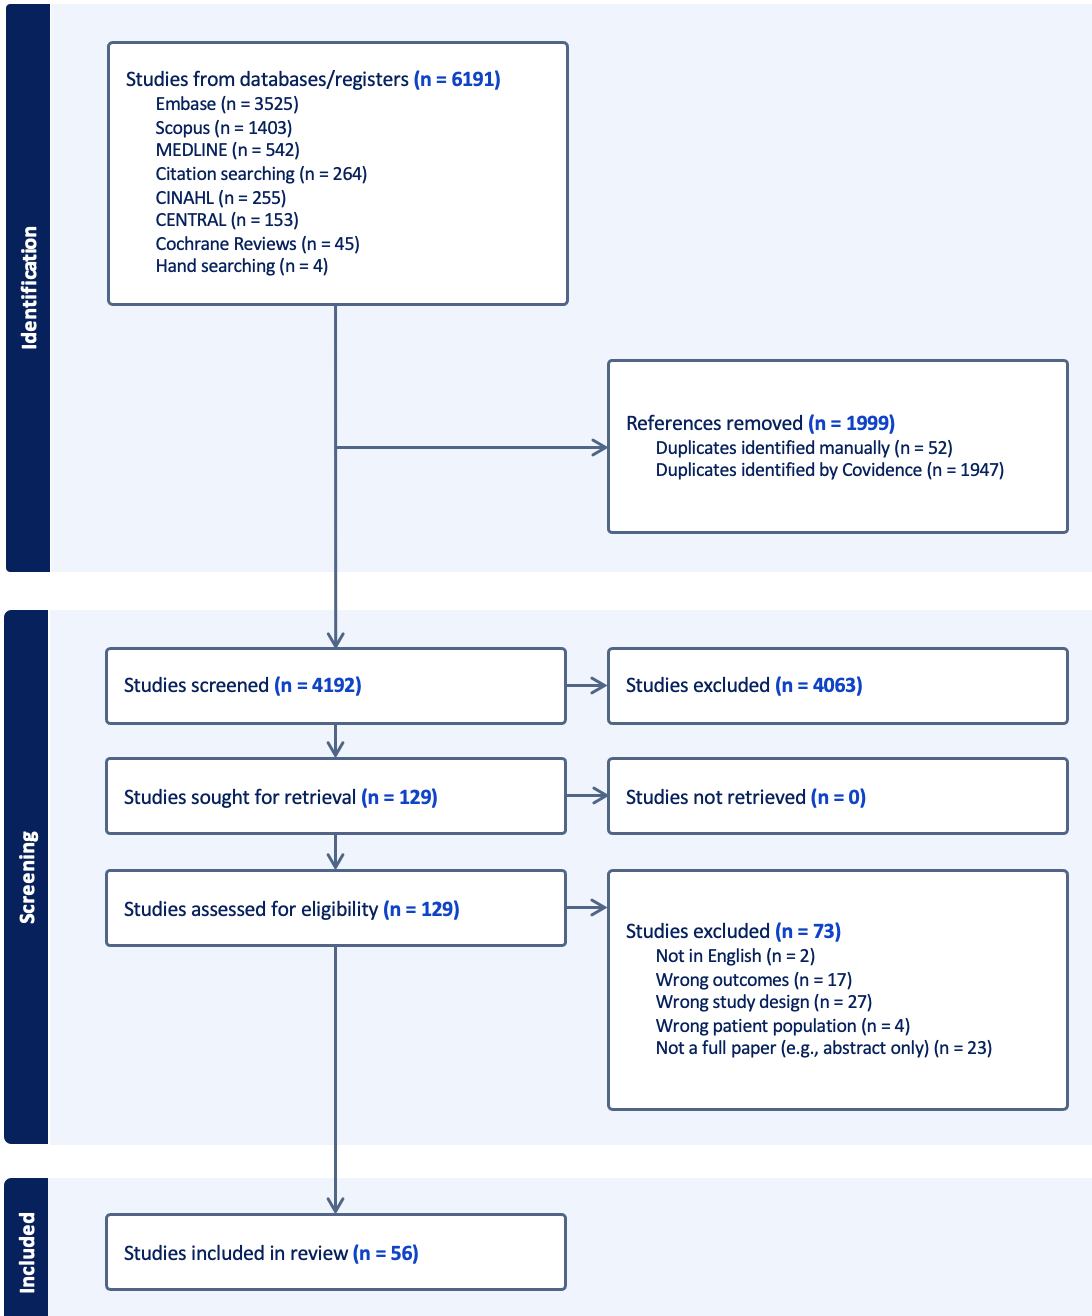 Identification
Studies from databases/registers (n = 6191)
Embase (n = 3525)
Scopus (n = 1403)
MEDLINE (n = 542)
Citation searching (n = 264)
CINAHL (n = 255)
CENTRAL (n = 153)
Cochrane Reviews (n = 45)
Hand searching (n = 4)
References removed (n = 1999)
Duplicates identified manually (n = 52)
Duplicates identified by Covidence (n = 1947)
Screening
Studies screened (n = 4192)
Studies excluded (n = 4063)
Studies sought for retrieval (n = 129)
Studies not retrieved (n = 0)
Studies assessed for eligibility (n = 129)
Studies excluded (n = 73)
Not in English (n = 2)
Wrong outcomes (n = 17)
Wrong study design (n = 27)
Wrong patient population (n = 4)
Not a full paper (e.g., abstract only) (n = 23)
Included
Studies included in review (n = 56)